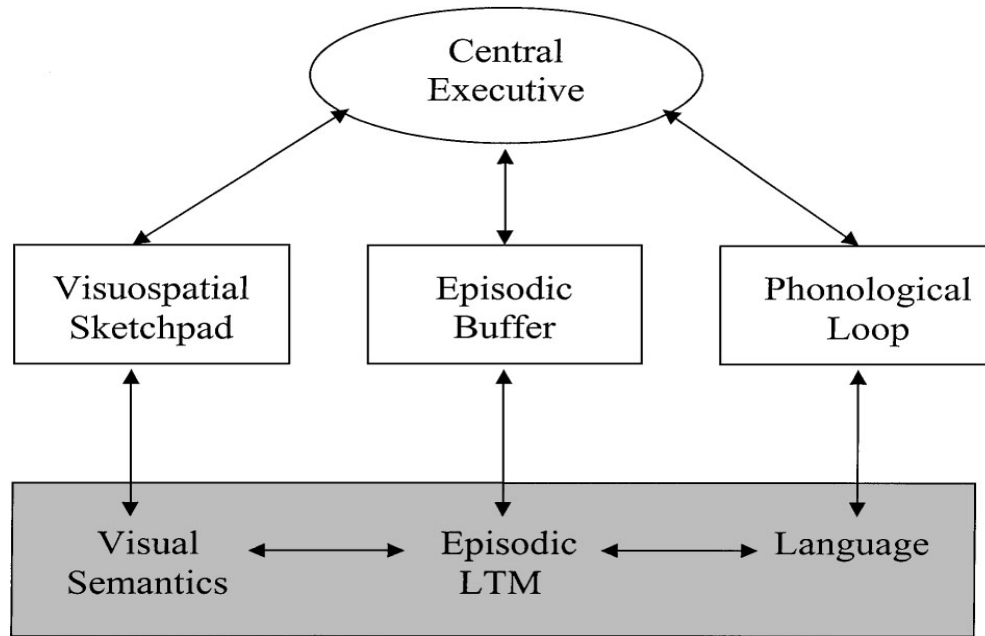 Central
Executive
Visuospatial
Sketchpad
Episodic
Buffer
Phonological
Loop
Visual
Semantics
Episodic
LTM
Language